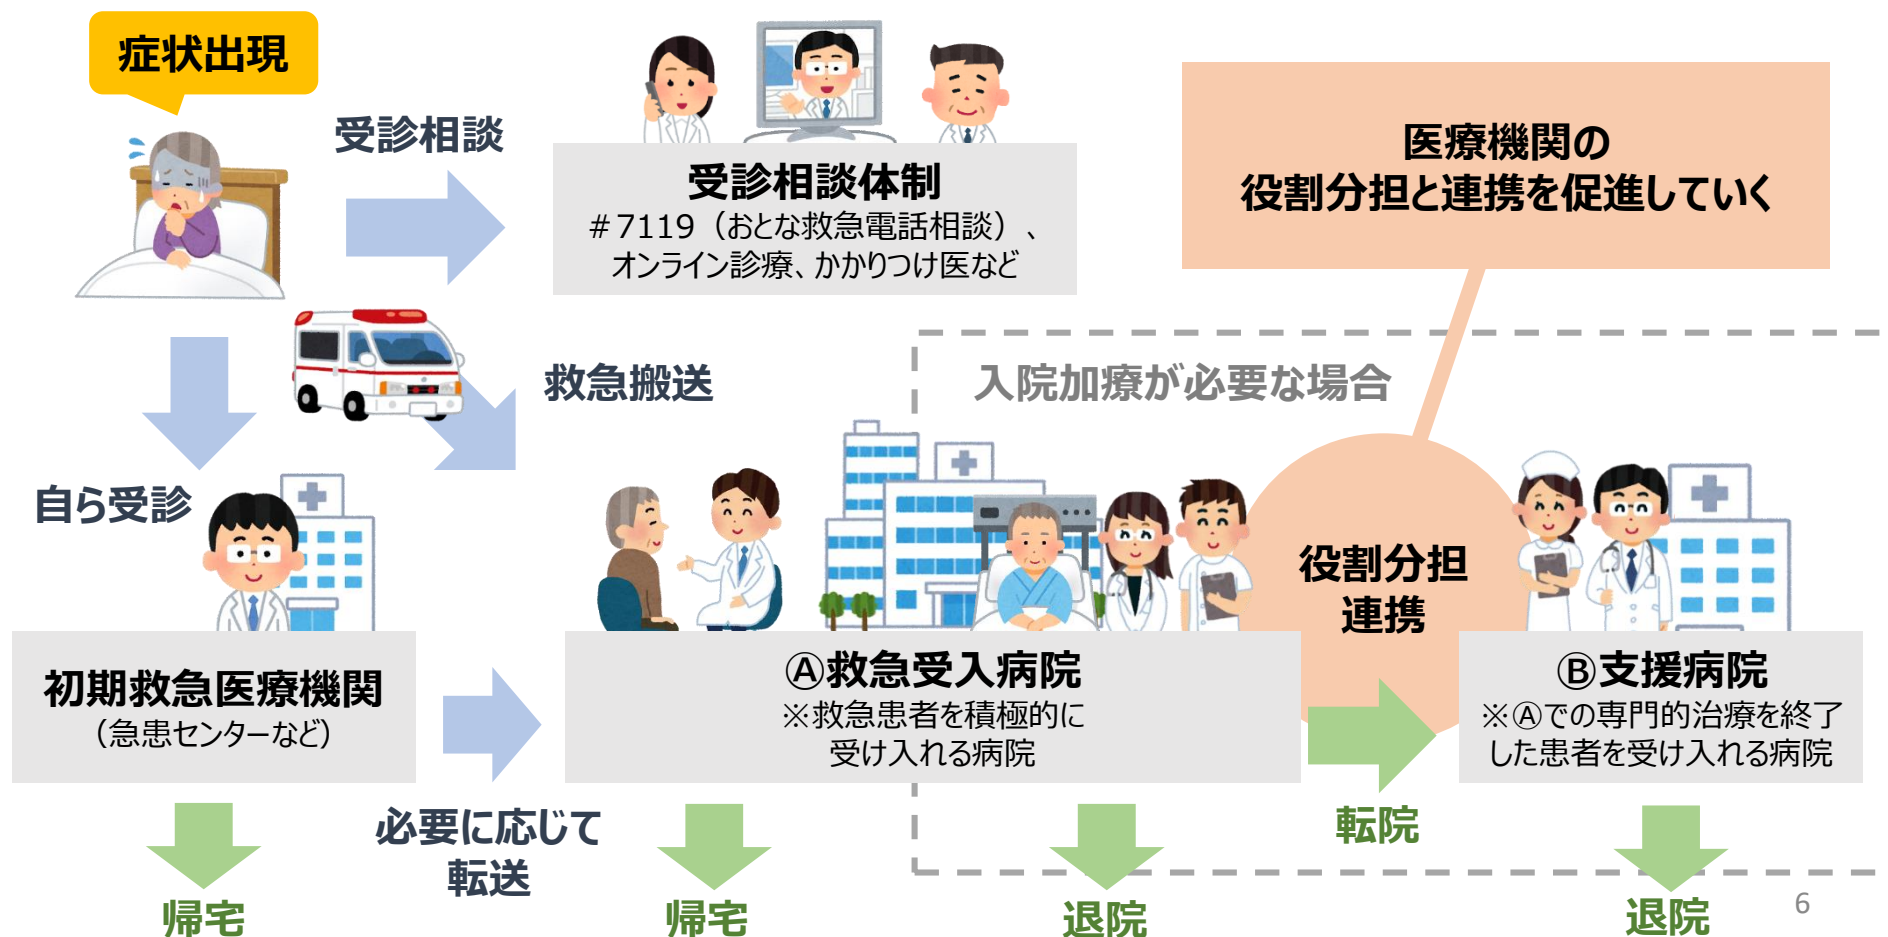 症状出現
受診相談
受診相談体制
＃7119（おとな救急電話相談）、
オンライン診療、かかりつけ医など
医療機関の
役割分担と連携を促進していく
救急搬送
入院加療が必要な場合
自ら受診
役割分担
連携
初期救急医療機関
（急患センターなど）
Ⓐ救急受入病院
※救急患者を積極的に
受け入れる病院
Ⓑ支援病院
※Ⓐでの専門的治療を終了
した患者を受け入れる病院
必要に応じて
転送
転院
帰宅
帰宅
退院
退院
6